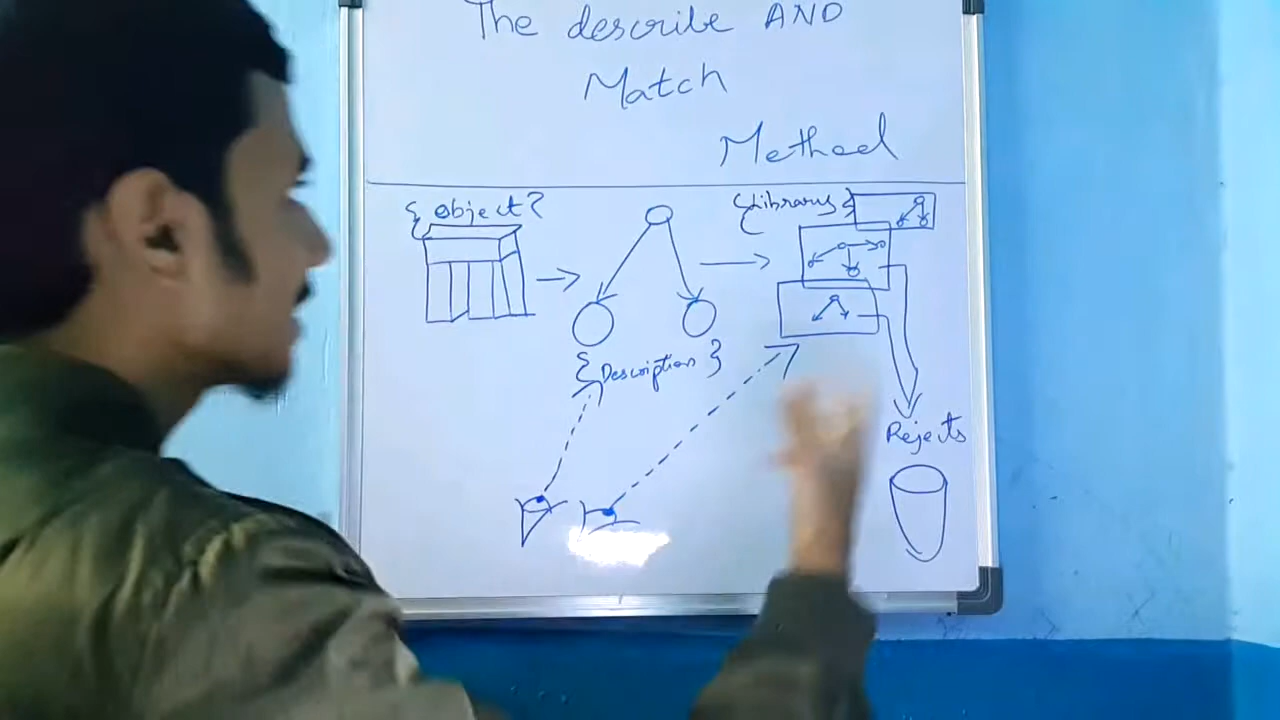 The describe AND
Match
Method
{ Object }
{ Library }
{ Description }
Rejects